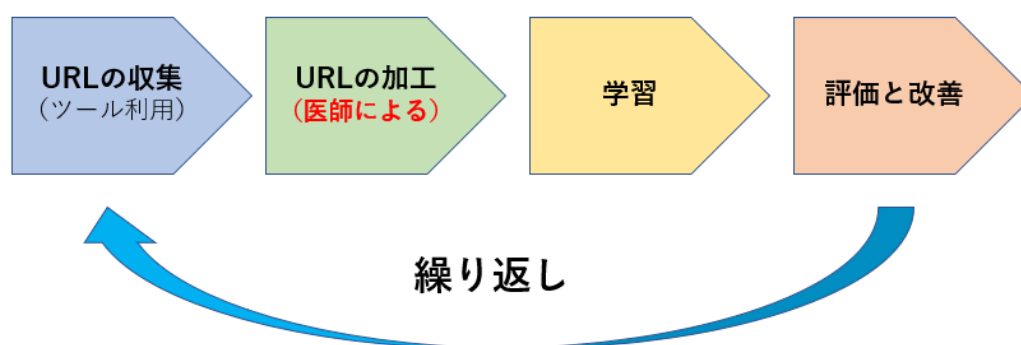 URLの収集
(ツール利用)
URLの加工
(医師による)
学習
評価と改善
繰り返し